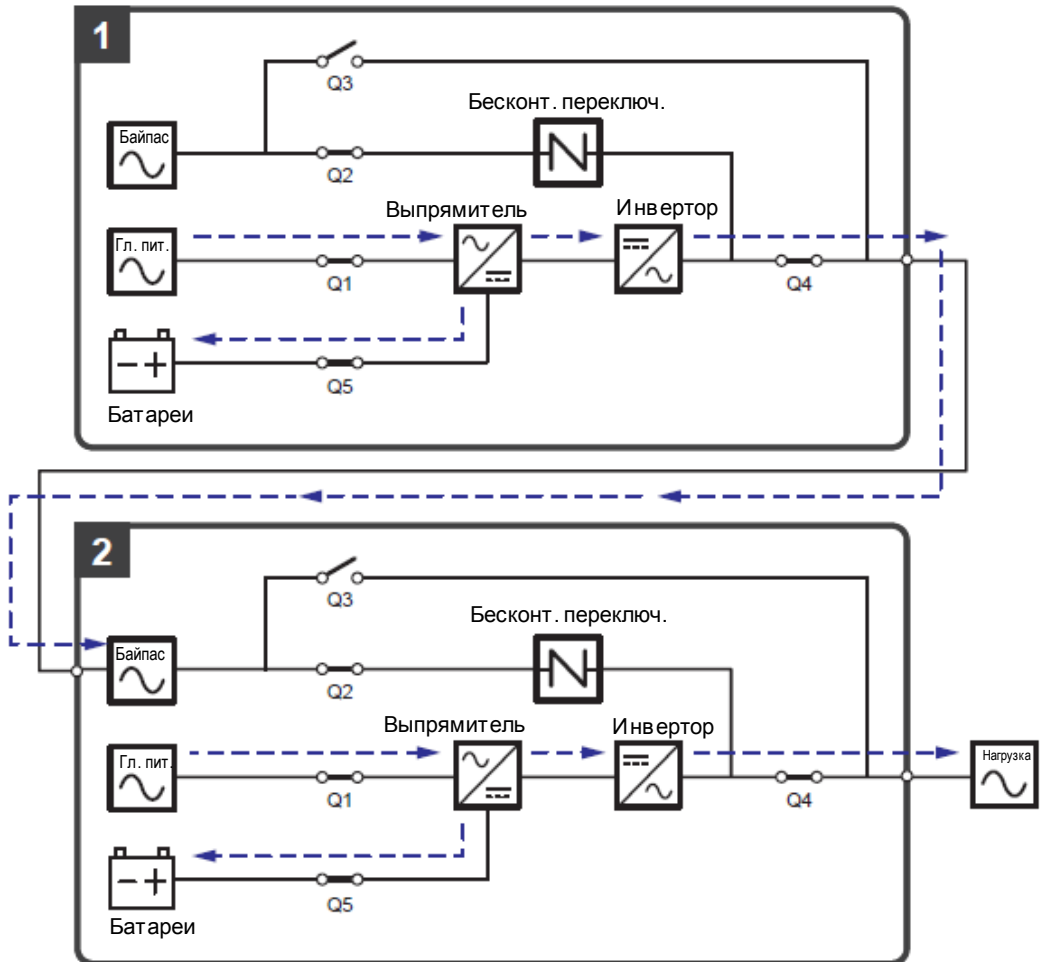 1
Q3
Бесконт. переключ.
Байпас
Q2
Выпрямитель
Инвертор
Гл. пит.
Q1
Q4
Q5
Батареи
2
Q3
Бесконт. переключ.
Байпас
Q2
Выпрямитель
Инвертор
Гл. пит.
Нагрузка
Q1
Q4
Q5
Батареи